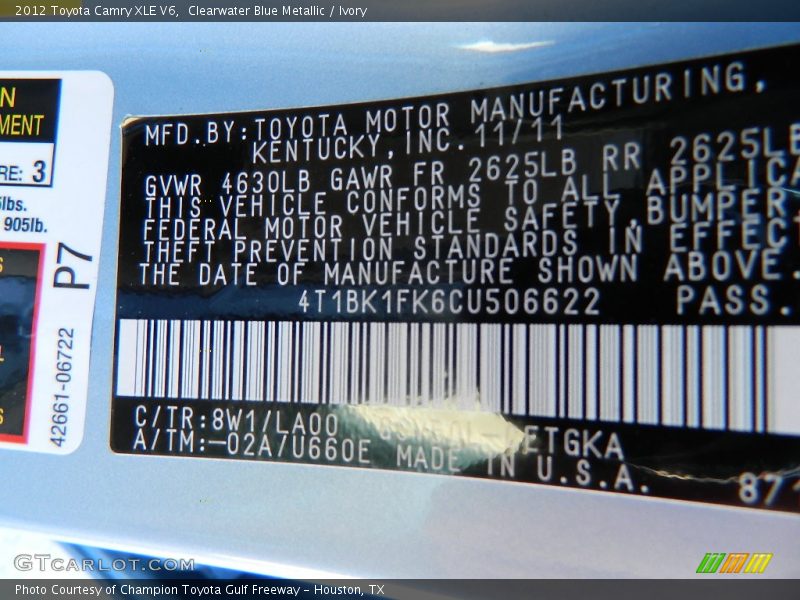 2012 Toyota Camry XLE V6,  Clearwater Blue Metallic / Ivory
N
MENT
RE: 3
lbs.
905lb.
P7
42661-06722
MFD. BY: TOYOTA MOTOR MANUFACTURING,
KENTUCKY, INC. 11/11
GVWR 4630LB GAWR FR 2625LB RR 2625LB
THIS VEHICLE CONFORMS TO ALL APPLICA
FEDERAL MOTOR VEHICLE SAFETY, BUMPER,
THEFT PREVENTION STANDARDS IN EFFECT
THE DATE OF MANUFACTURE SHOWN ABOVE.
4T1BK1FK6CU506622 PASS.
C/TR: 8W1/LA00 ETGKA
A/TM: –02A/U660E MADE IN U.S.A.
87
GTCARLOT.COM
Photo Courtesy of Champion Toyota Gulf Freeway – Houston, TX